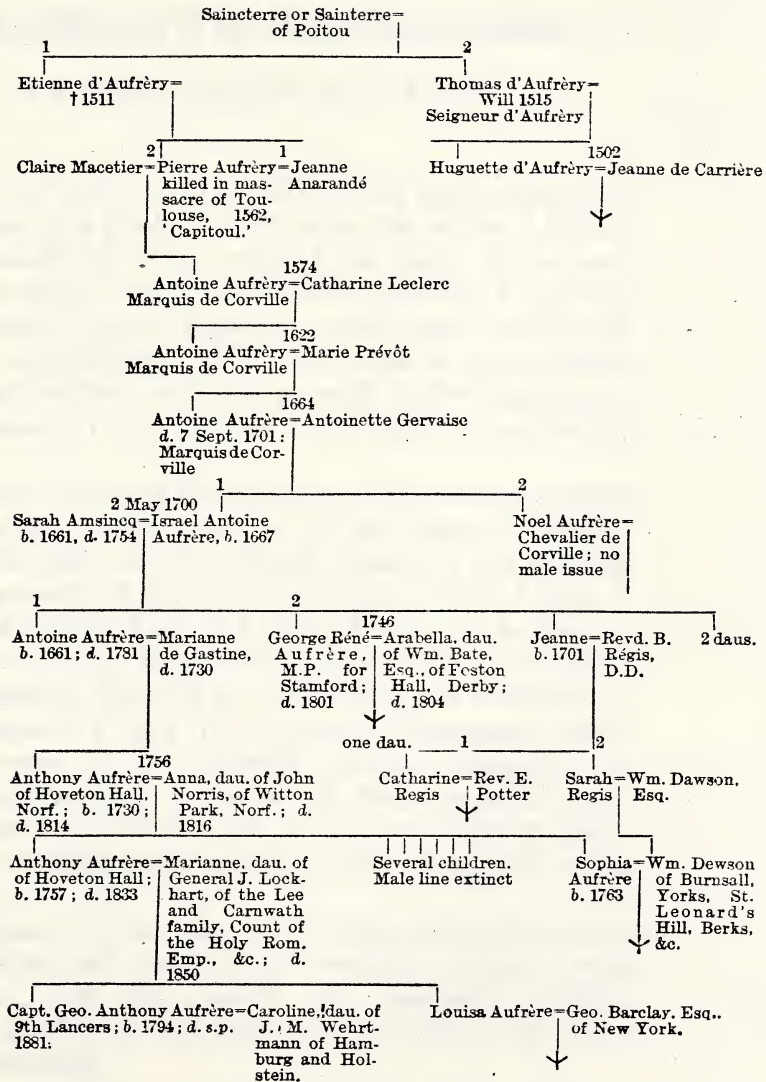 Saincterre or Sainterre=
of Poitou
1 2
Etienne d'Aufrèry=
† 1511
Thomas d'Aufrèry=
Will 1515
Seigneur d'Aufrèry
2 1
Claire Macetier=Pierre Aufrèry=Jeanne
killed in mas- Anarandé
sacre of Tou-
louse, 1562,
'Capitoul.'
1502
Huguette d'Aufrèry=Jeanne de Carrière
1574
Antoine Aufrèry=Catharine Leclerc
Marquis de Corville
1622
Antoine Aufrèry=Marie Prévôt
Marquis de Corville
1664
Antoine Aufrère=Antoinette Gervaise
d. 7 Sept. 1701:
Marquis de Cor-
ville
1 2
2 May 1700
Sarah Amsincq=Israel Antoine
b. 1661, d. 1754 Aufrère, b. 1667
Noel Aufrère=
Chevalier de
Corville; no
male issue
1 2
Antoine Aufrère=Marianne
b. 1661; d. 1781 de Gastine,
d. 1730
1746
George Réné=Arabella, dau.
Aufrère, of Wm. Bate,
M.P. for Esq., of Foston
Stamford; Hall, Derby;
d. 1801 d. 1804
Jeanne=Revd. B.
b. 1701 Régis,
D.D.
2 daus.
one dau. 1 2
1756
Anthony Aufrère=Anna, dau. of John
of Hoveton Hall, Norris, of Witton
Norf.; b. 1730; Park, Norf.; d.
d. 1814 1816
Catharine=Rev. E.
Regis Potter
Sarah=Wm. Dawson,
Regis Esq.
Anthony Aufrère=Marianne, dau. of
of Hoveton Hall; General J. Lock-
b. 1757; d. 1833 hart, of the Lee
and Carnwath
family, Count of
the Holy Rom.
Emp., &c.; d.
1850
Several children.
Male line extinct
Sophia=Wm. Dewson
Aufrère of Burnsall,
b. 1763 Yorks, St.
Leonard's
Hill, Berks,
&c.
Capt. Geo. Anthony Aufrère=Caroline, dau. of
9th Lancers; b. 1794; d. s.p. J. M. Wehrt-
1881: mann of Ham-
burg and Hol-
stein.
Louisa Aufrère=Geo. Barclay, Esq..
of New York.